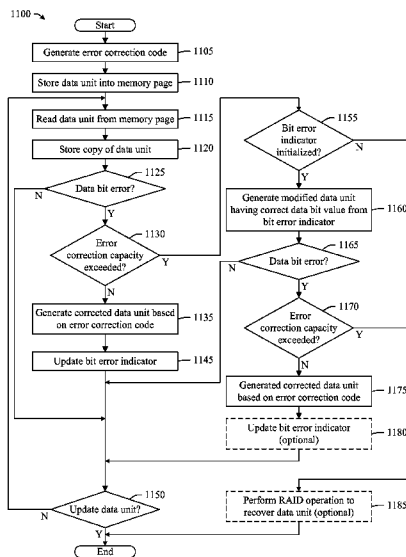 1100
Start
Generate error correction code
1105
Store data unit into memory page
1110
Read data unit from memory page
1115
Store copy of data unit
1120
Data bit error?
1125
N
Y
Error
correction capacity
exceeded?
1130
Y
N
Generate corrected data unit
based on error correction code
1135
Update bit error indicator
1145
Update data unit?
1150
N
Y
End
Bit error
indicator
initialized?
1155
N
Y
Generate modified data unit
having correct data bit value from
bit error indicator
1160
Data bit error?
1165
N
Y
Error
correction capacity
exceeded?
1170
Y
N
Generated corrected data unit
based on error correction code
1175
Update bit error indicator
(optional)
1180
Perform RAID operation to
recover data unit (optional)
1185